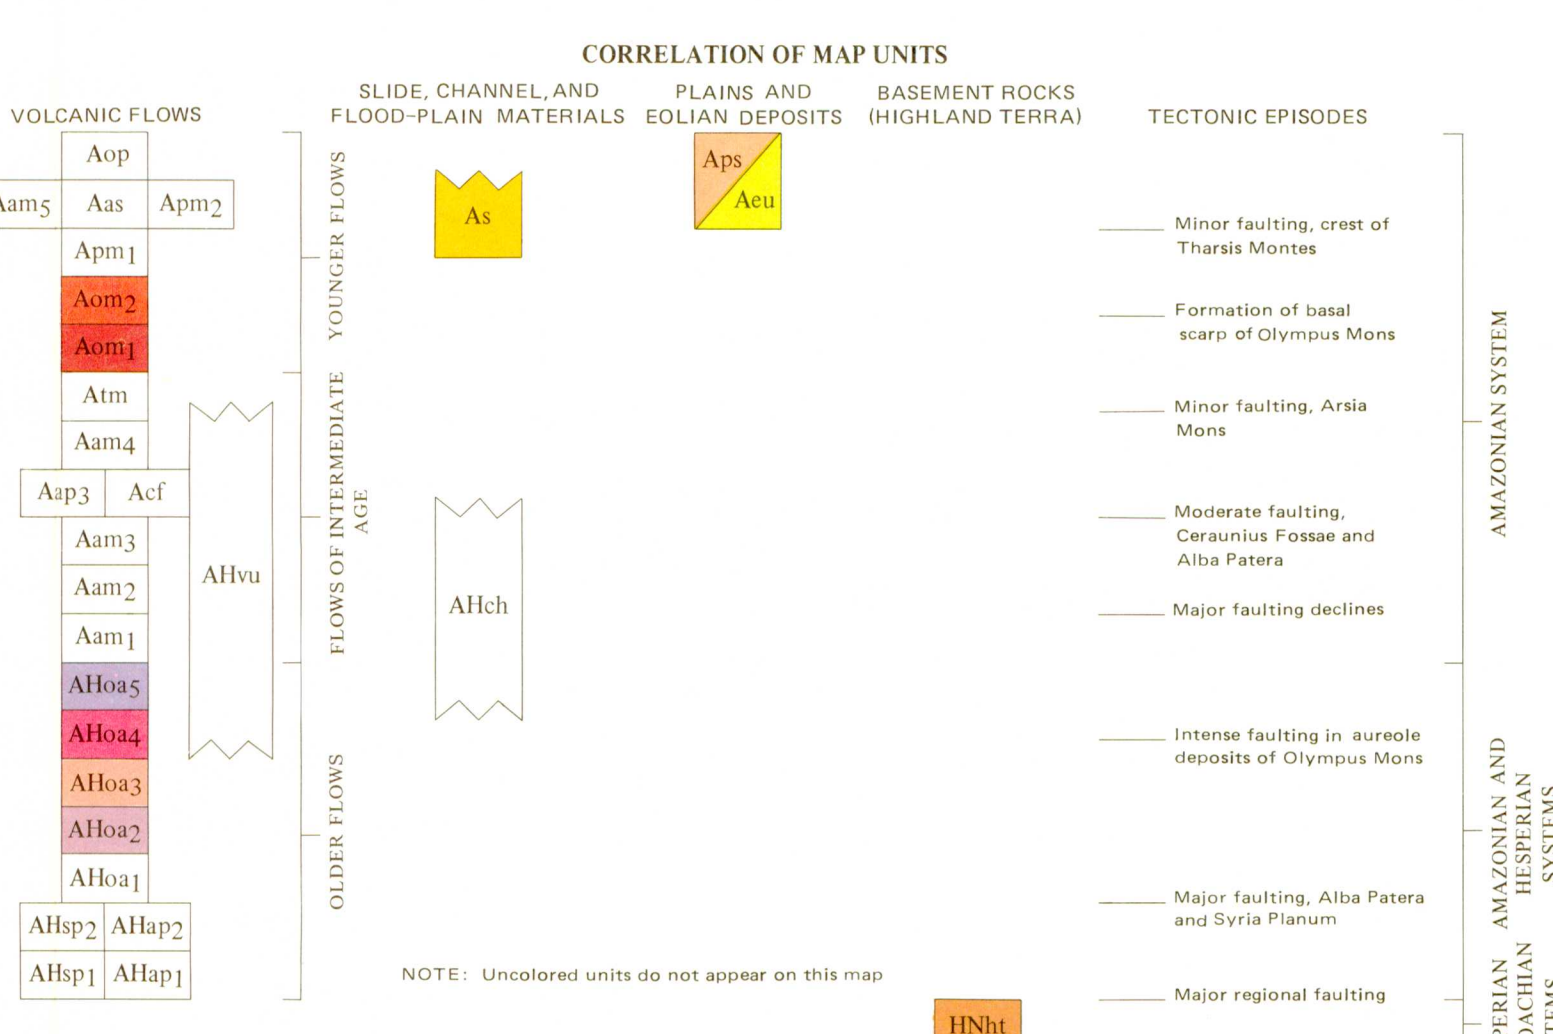 CORRELATION OF MAP UNITS
SLIDE, CHANNEL, AND
FLOOD-PLAIN MATERIALS
PLAINS AND
EOLIAN DEPOSITS
BASEMENT ROCKS
(HIGHLAND TERRA)
VOLCANIC FLOWS
TECTONIC EPISODES
Aop
Aam5 Aas Apm2
Apm1
Aom2
Aom1
Atm
Aam4
Aap3 Acf
Aam3
Aam2
Aam1
AHoa5
AHoa4
AHoa3
AHoa2
AHoa1
AHsp2 AHap2
AHsp1 AHap1
AHvu
YOUNGER FLOWS
FLOWS OF INTERMEDIATE
AGE
OLDER FLOWS
As
AHch
Aps
Aeu
HNht
NOTE: Uncolored units do not appear on this map
Minor faulting, crest of
Tharsis Montes
Formation of basal
scarp of Olympus Mons
Minor faulting, Arsia
Mons
Moderate faulting,
Ceraunius Fossae and
Alba Patera
Major faulting declines
Intense faulting in aureole
deposits of Olympus Mons
Major faulting, Alba Patera
and Syria Planum
Major regional faulting
AMAZONIAN SYSTEM
AMAZONIAN AND
HESPERIAN
SYSTEMS